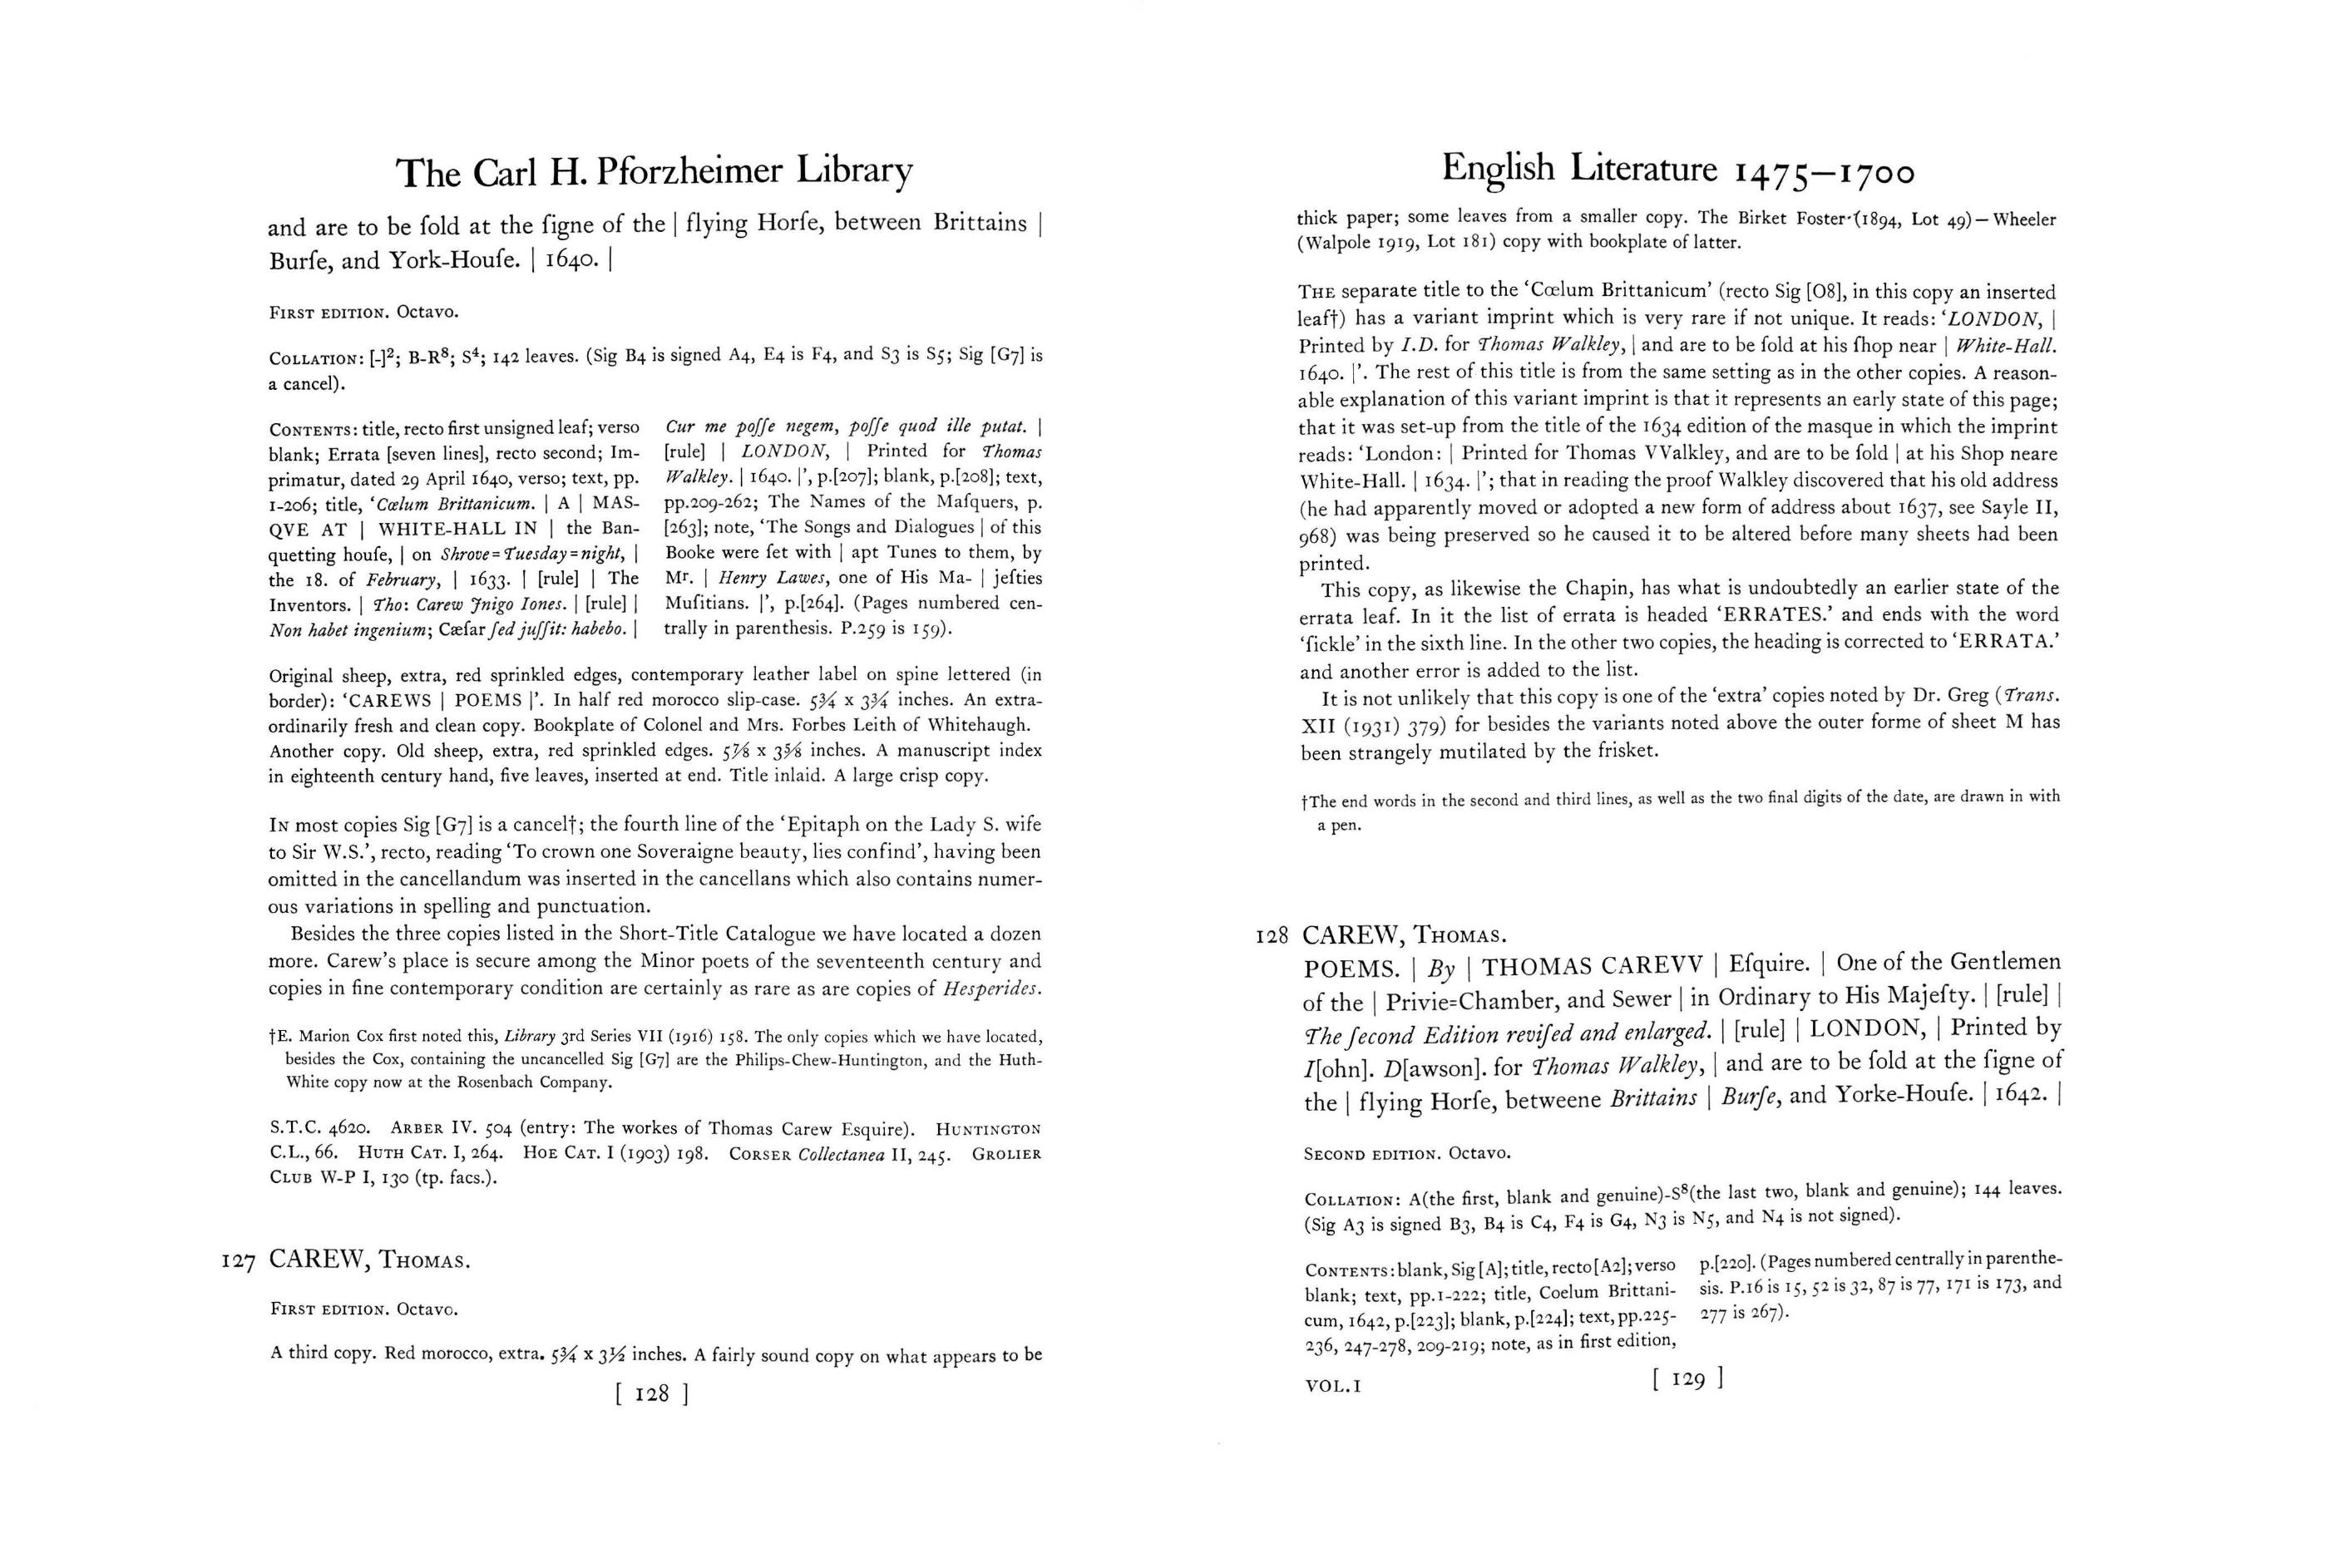 The Carl H. Pforzheimer Library
and are to be ſold at the ſigne of the | flying Horſe, between Brittains |
Burſe, and York-Houſe. | 1640. |
FIRST EDITION. Octavo.
COLLATION: [-]²; B-R⁸; S⁴; 142 leaves. (Sig B4 is signed A4, E4 is F4, and S3 is S5; Sig [G7] is
a cancel).
CONTENTS: title, recto first unsigned leaf; verso
blank; Errata [seven lines], recto second; Im-
primatur, dated 29 April 1640, verso; text, pp.
1-206; title, ‘Cœlum Brittanicum. | A | MAS-
QVE AT | WHITE-HALL IN | the Ban-
quetting houſe, | on Shrove=Tuesday=night, |
the 18. of February, | 1633. | [rule] | The
Inventors. | Tho: Carew Jnigo Iones. | [rule] |
Non habet ingenium; Cæſar ſed juſſit: habebo. |
Cur me poſſe negem, poſſe quod ille putat. |
[rule] | LONDON, | Printed for Thomas
Walkley. | 1640. |’, p.[207]; blank, p.[208]; text,
pp.209-262; The Names of the Maſquers, p.
[263]; note, ‘The Songs and Dialogues | of this
Booke were ſet with | apt Tunes to them, by
Mr. | Henry Lawes, one of His Ma- | jeſties
Muſitians. |’, p.[264]. (Pages numbered cen-
trally in parenthesis. P.259 is 159).
Original sheep, extra, red sprinkled edges, contemporary leather label on spine lettered (in
border): ‘CAREWS | POEMS |’. In half red morocco slip-case. 5¾ x 3¾ inches. An extra-
ordinarily fresh and clean copy. Bookplate of Colonel and Mrs. Forbes Leith of Whitehaugh.
Another copy. Old sheep, extra, red sprinkled edges. 5⅞ x 3⅝ inches. A manuscript index
in eighteenth century hand, five leaves, inserted at end. Title inlaid. A large crisp copy.
IN most copies Sig [G7] is a cancel†; the fourth line of the ‘Epitaph on the Lady S. wife
to Sir W.S.’, recto, reading ‘To crown one Soveraigne beauty, lies confind’, having been
omitted in the cancellandum was inserted in the cancellans which also contains numer-
ous variations in spelling and punctuation.
Besides the three copies listed in the Short-Title Catalogue we have located a dozen
more. Carew’s place is secure among the Minor poets of the seventeenth century and
copies in fine contemporary condition are certainly as rare as are copies of Hesperides.
†E. Marion Cox first noted this, Library 3rd Series VII (1916) 158. The only copies which we have located,
besides the Cox, containing the uncancelled Sig [G7] are the Philips-Chew-Huntington, and the Huth-
White copy now at the Rosenbach Company.
S.T.C. 4620. ARBER IV. 504 (entry: The workes of Thomas Carew Esquire). HUNTINGTON
C.L., 66. HUTH CAT. I, 264. HOE CAT. I (1903) 198. CORSER Collectanea II, 245. GROLIER
CLUB W-P I, 130 (tp. facs.).
127 CAREW, THOMAS.
FIRST EDITION. Octavo.
A third copy. Red morocco, extra. 5¾ x 3½ inches. A fairly sound copy on what appears to be
[ 128 ]
English Literature 1475–1700
thick paper; some leaves from a smaller copy. The Birket Foster (1894, Lot 49)—Wheeler
(Walpole 1919, Lot 181) copy with bookplate of latter.
THE separate title to the ‘Cœlum Brittanicum’ (recto Sig [O8], in this copy an inserted
leaf†) has a variant imprint which is very rare if not unique. It reads: ‘LONDON, |
Printed by I.D. for Thomas Walkley, | and are to be ſold at his ſhop near | White-Hall.
1640. |’. The rest of this title is from the same setting as in the other copies. A reason-
able explanation of this variant imprint is that it represents an early state of this page;
that it was set-up from the title of the 1634 edition of the masque in which the imprint
reads: ‘London: | Printed for Thomas VValkley, and are to be ſold | at his Shop neare
White-Hall. | 1634. |’; that in reading the proof Walkley discovered that his old address
(he had apparently moved or adopted a new form of address about 1637, see Sayle II,
968) was being preserved so he caused it to be altered before many sheets had been
printed.
This copy, as likewise the Chapin, has what is undoubtedly an earlier state of the
errata leaf. In it the list of errata is headed ‘ERRATES.’ and ends with the word
‘ſickle’ in the sixth line. In the other two copies, the heading is corrected to ‘ERRATA.’
and another error is added to the list.
It is not unlikely that this copy is one of the ‘extra’ copies noted by Dr. Greg (Trans.
XII (1931) 379) for besides the variants noted above the outer forme of sheet M has
been strangely mutilated by the frisket.
†The end words in the second and third lines, as well as the two final digits of the date, are drawn in with
a pen.
128 CAREW, THOMAS.
POEMS. | By | THOMAS CAREVV | Eſquire. | One of the Gentlemen
of the | Privie=Chamber, and Sewer | in Ordinary to His Majeſty. | [rule] |
The ſecond Edition reviſed and enlarged. | [rule] | LONDON, | Printed by
I[ohn]. D[awson]. for Thomas Walkley, | and are to be ſold at the ſigne of
the | flying Horſe, betweene Brittains | Burſe, and Yorke-Houſe. | 1642. |
SECOND EDITION. Octavo.
COLLATION: A(the first, blank and genuine)-S⁸(the last two, blank and genuine); 144 leaves.
(Sig A3 is signed B3, B4 is C4, F4 is G4, N3 is N5, and N4 is not signed).
CONTENTS: blank, Sig [A]; title, recto [A2]; verso
blank; text, pp.1-222; title, Coelum Brittani-
cum, 1642, p.[223]; blank, p.[224]; text, pp.225-
236, 247-278, 209-219; note, as in first edition,
p.[220]. (Pages numbered centrally in parenthe-
sis. P.16 is 15, 52 is 32, 87 is 77, 171 is 173, and
277 is 267).
VOL.I
[ 129 ]